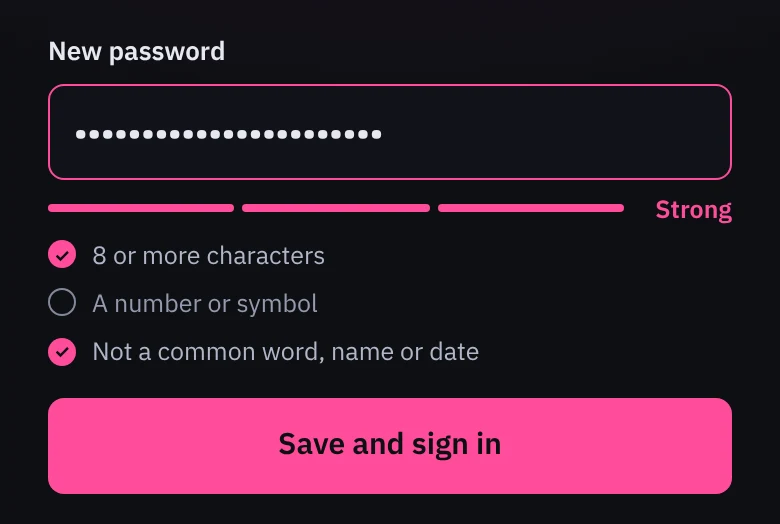 New password
•••••••••••••••••••••••
Strong
8 or more characters
A number or symbol
Not a common word, name or date
Save and sign in